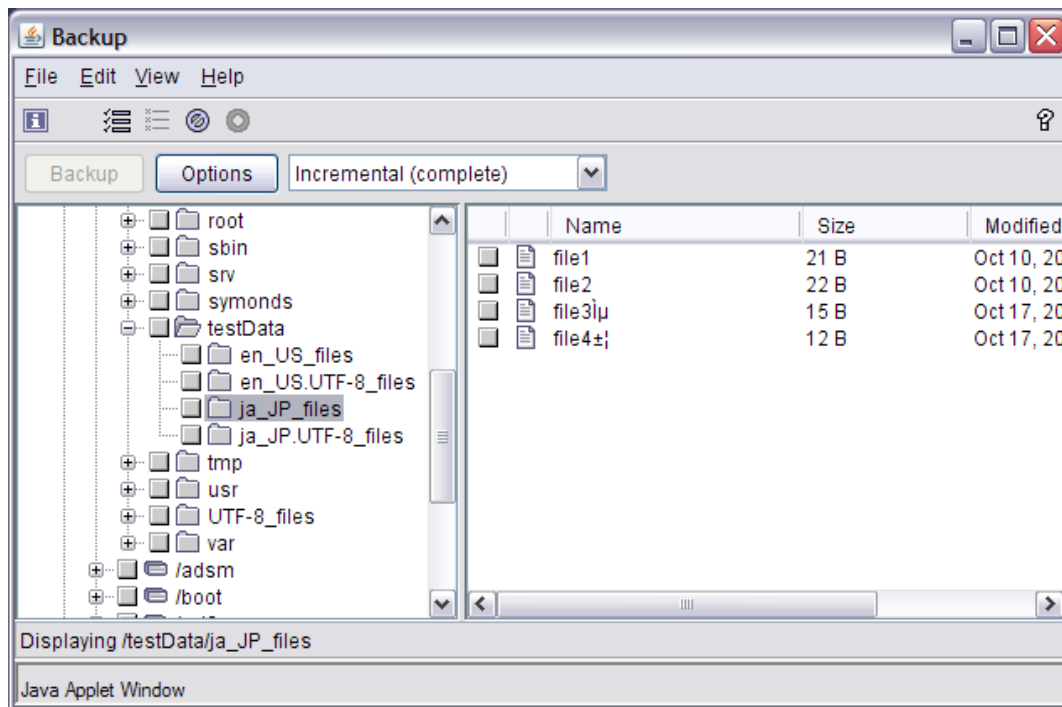 Backup
File Edit View Help
Backup Options Incremental (complete)
root
sbin
srv
symonds
testData
en_US_files
en_US.UTF-8_files
ja_JP_files
ja_JP.UTF-8_files
tmp
usr
UTF-8_files
var
/adsm
/boot
Name Size Modified
file1 21 B Oct 10, 20
file2 22 B Oct 10, 20
file3Ìµ 15 B Oct 17, 20
file4±¦ 12 B Oct 17, 20
Displaying /testData/ja_JP_files
Java Applet Window